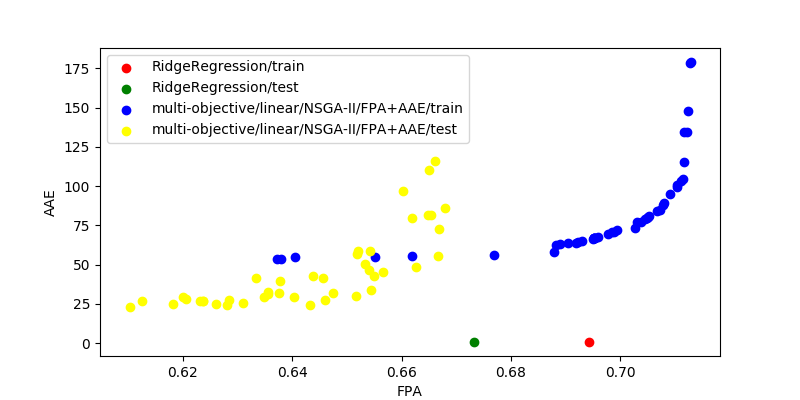 RidgeRegression/train
RidgeRegression/test
multi-objective/linear/NSGA-II/FPA+AAE/train
multi-objective/linear/NSGA-II/FPA+AAE/test
175
150
125
100
75
50
25
0
AAE
0.62 0.64 0.66 0.68 0.70
FPA